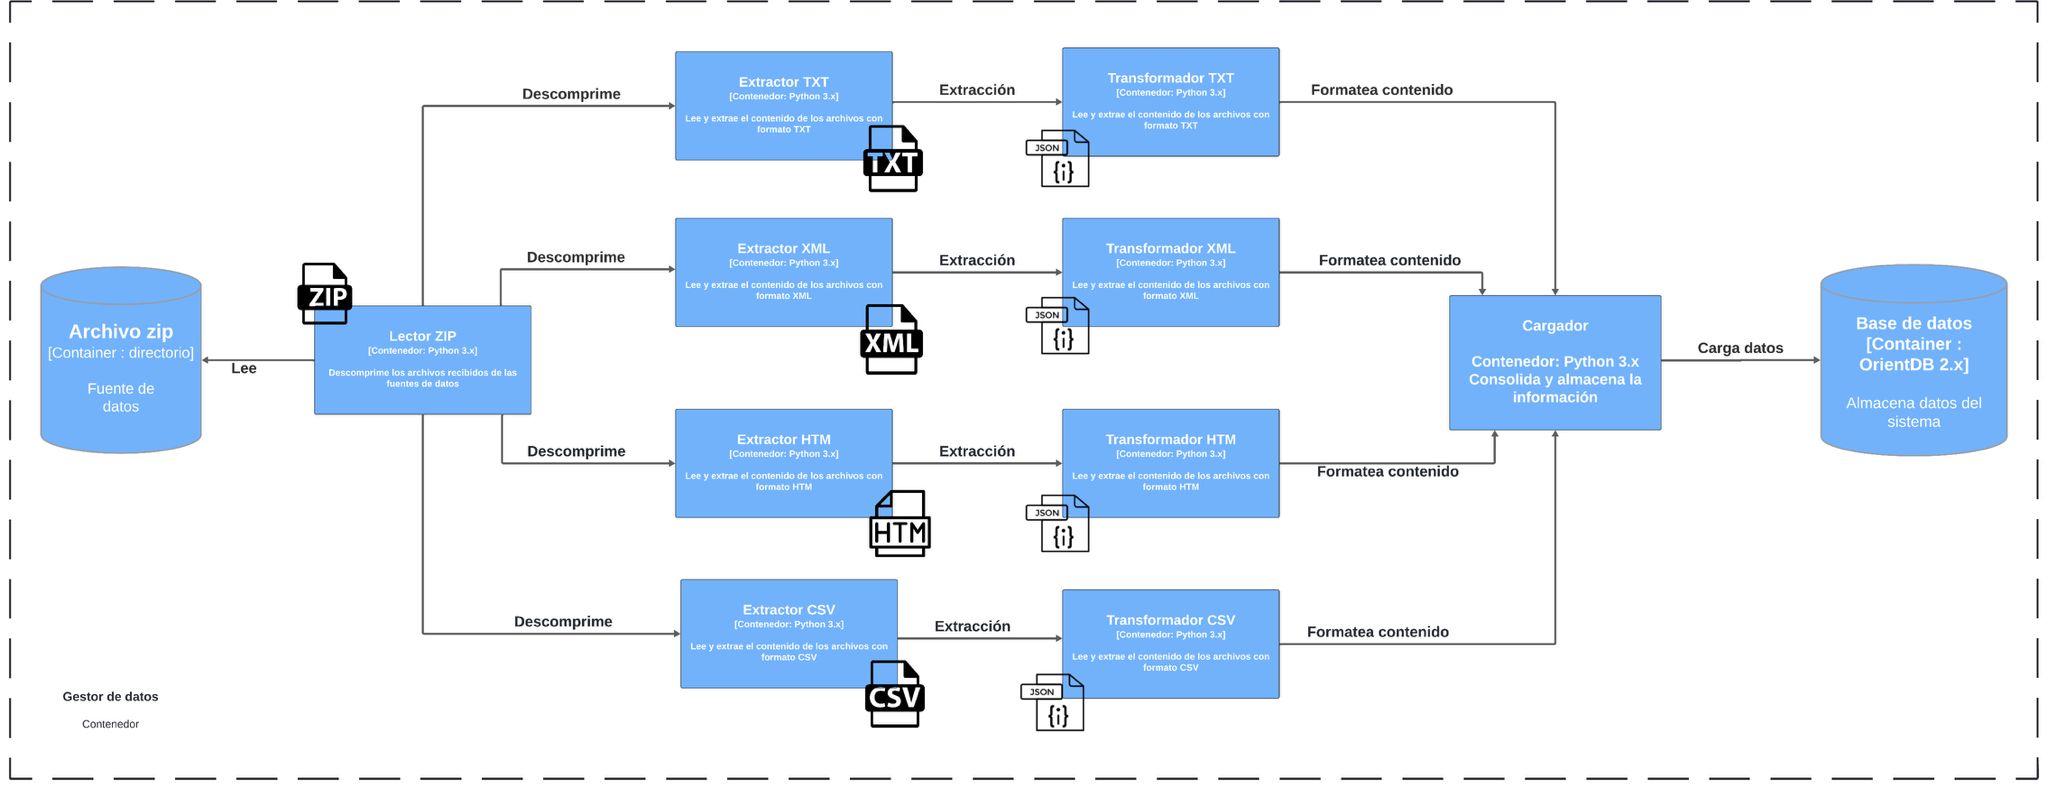 Archivo zip
[Container : directorio]
Fuente de
datos
Lee
ZIP
Lector ZIP
[Contenedor: Python 3.x]
Descomprime los archivos recibidos de las
fuentes de datos
Descomprime
Extractor TXT
[Contenedor: Python 3.x]
Lee y extrae el contenido de los archivos con
formato TXT
TXT
Extracción
Transformador TXT
[Contenedor: Python 3.x]
Lee y extrae el contenido de los archivos con
formato TXT
JSON
{i}
Formatea contenido
Descomprime
Extractor XML
[Contenedor: Python 3.x]
Lee y extrae el contenido de los archivos con
formato XML
XML
Extracción
Transformador XML
[Contenedor: Python 3.x]
Lee y extrae el contenido de los archivos con
formato XML
JSON
{i}
Formatea contenido
Descomprime
Extractor HTM
[Contenedor: Python 3.x]
Lee y extrae el contenido de los archivos con
formato HTM
HTM
Extracción
Transformador HTM
[Contenedor: Python 3.x]
Lee y extrae el contenido de los archivos con
formato HTM
JSON
{i}
Formatea contenido
Descomprime
Extractor CSV
[Contenedor: Python 3.x]
Lee y extrae el contenido de los archivos con
formato CSV
CSV
Extracción
Transformador CSV
[Contenedor: Python 3.x]
Lee y extrae el contenido de los archivos con
formato CSV
JSON
{i}
Formatea contenido
Cargador
Contenedor: Python 3.x
Consolida y almacena la
información
Carga datos
Base de datos
[Container :
OrientDB 2.x]
Almacena datos del
sistema
Gestor de datos
Contenedor